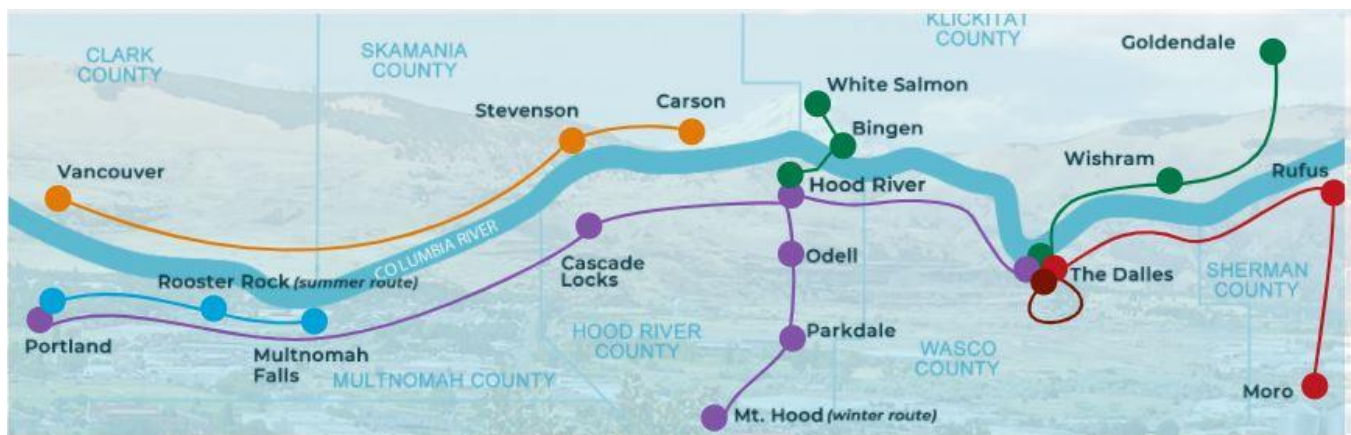 KLICKITAT
COUNTY
CLARK
COUNTY
SKAMANIA
COUNTY
Goldendale
White Salmon
Stevenson
Carson
Bingen
Vancouver
Wishram
Rufus
Hood River
COLUMBIA RIVER
Odell
Cascade
Locks
Rooster Rock (summer route)
The Dalles
SHERMAN
COUNTY
Portland
Multnomah
Falls
HOOD RIVER
COUNTY
Parkdale
WASCO
COUNTY
MULTNOMAH COUNTY
Moro
Mt. Hood (winter route)